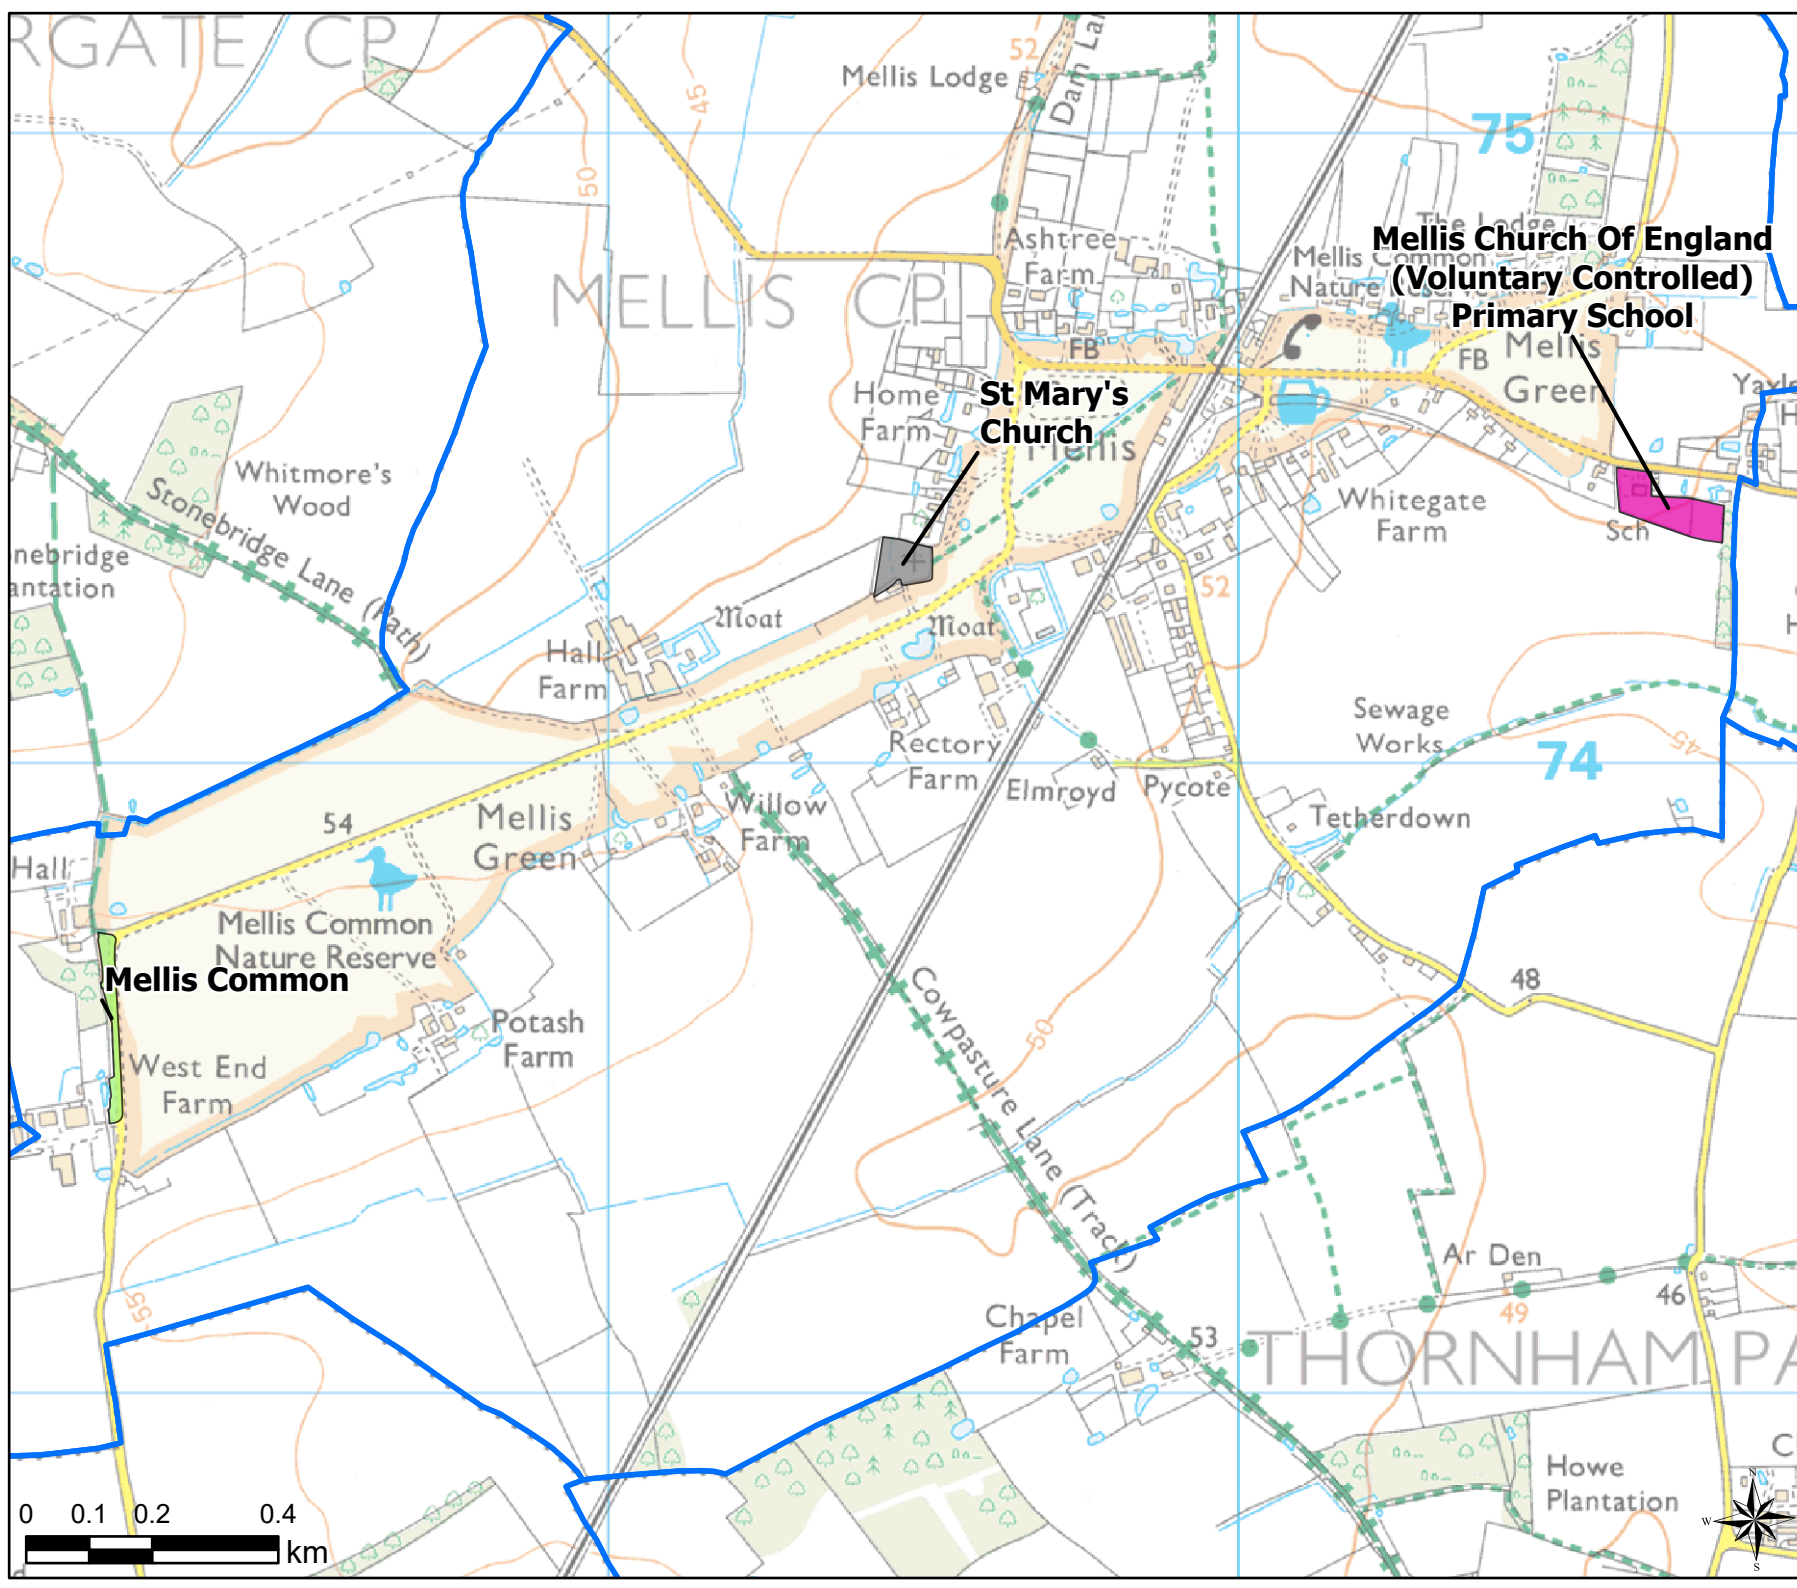 RGATE CP
Mellis Lodge
52
Dam La
45
50
75
Ashtree
Farm
The Lodge
Mellis Common
Nature Reserve
Mellis Church Of England
(Voluntary Controlled)
Primary School
MELLIS CP
FB
FB
Mellis
Green
Home
Farm
St Mary's
Church
Mellis
Yaxl
H
Whitmore's
Wood
Stonebridge Lane (Path)
nebridge
antation
Whitegate
Farm
Sch
52
Moat
Moat
Hall
Farm
H
Sewage
Works
45
74
Rectory
Farm
Elmroyd
Pycote
Willow
Farm
Tetherdown
54
Mellis
Green
Hall
Mellis Common
Nature Reserve
Mellis Common
48
Cowpasture Lane (Track)
50
Potash
Farm
West End
Farm
55
Ar Den
49
46
Chapel
Farm
53
THORNHAM PA
Howe
Plantation
C
0 0.1 0.2 0.4
km
N
W
S